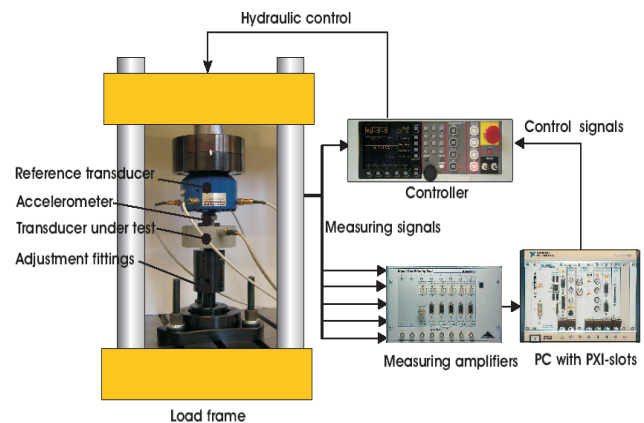 Hydraulic control
Reference transducer
Accelerometer
Transducer under test
Adjustment fittings
Load frame
Controller
Control signals
Measuring signals
Measuring amplifiers
PC with PXI-slots